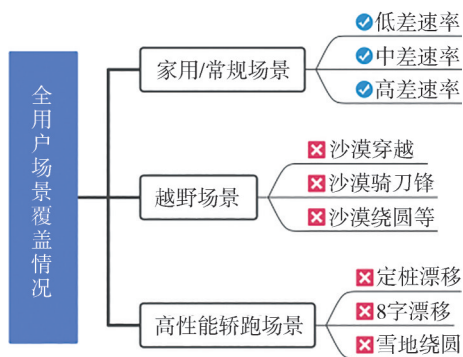 全用户场景覆盖情况
家用/常规场景
低差速率
中差速率
高差速率
越野场景
沙漠穿越
沙漠骑刀锋
沙漠绕圆等
高性能轿跑场景
定桩漂移
8字漂移
雪地绕圆